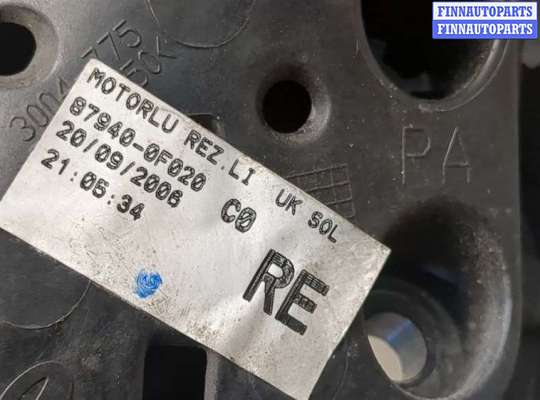 FINNAUTOPARTS
FINNAUTOPARTS
MOTORLU REZ.LI UK SOL
87940-0F020
20/09/2006 C0
21:05:34
RE
PA